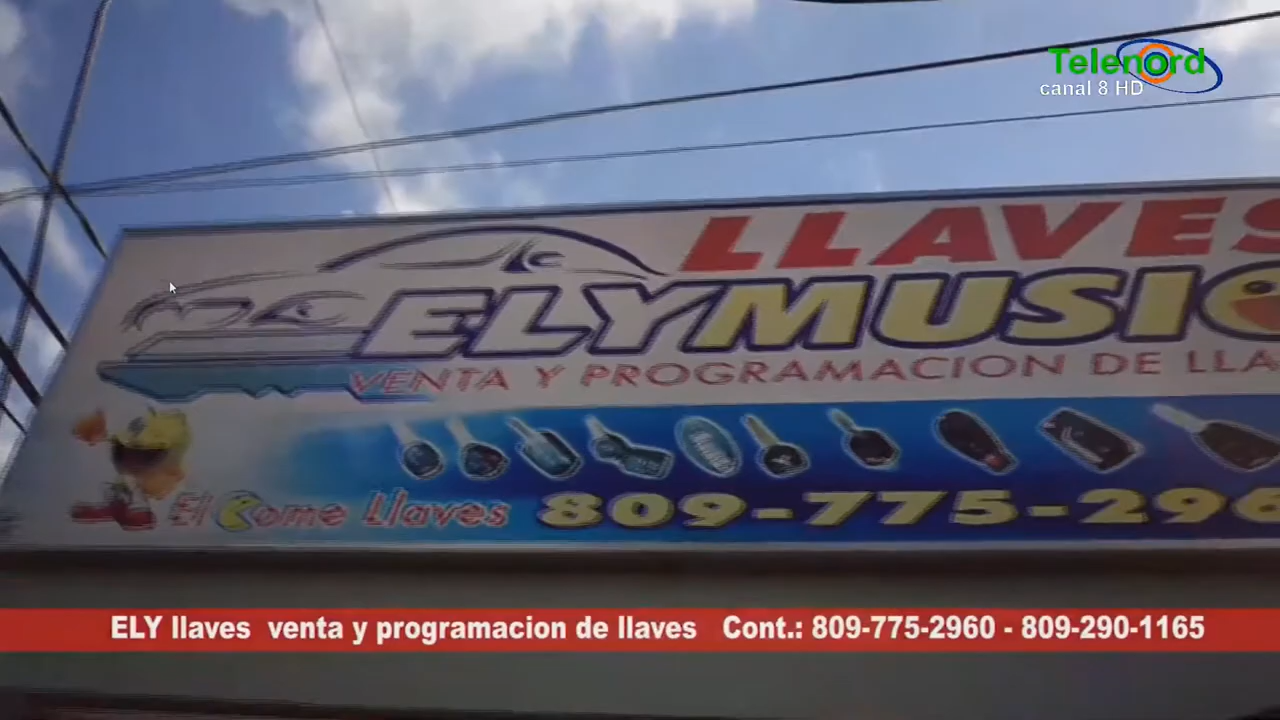 Telenord
canal 8 HD
LLAVES
ELYMUSIC
VENTA Y PROGRAMACION DE LLA
El Come Llaves 809-775-296
ELY llaves venta y programacion de llaves Cont.: 809-775-2960 - 809-290-1165